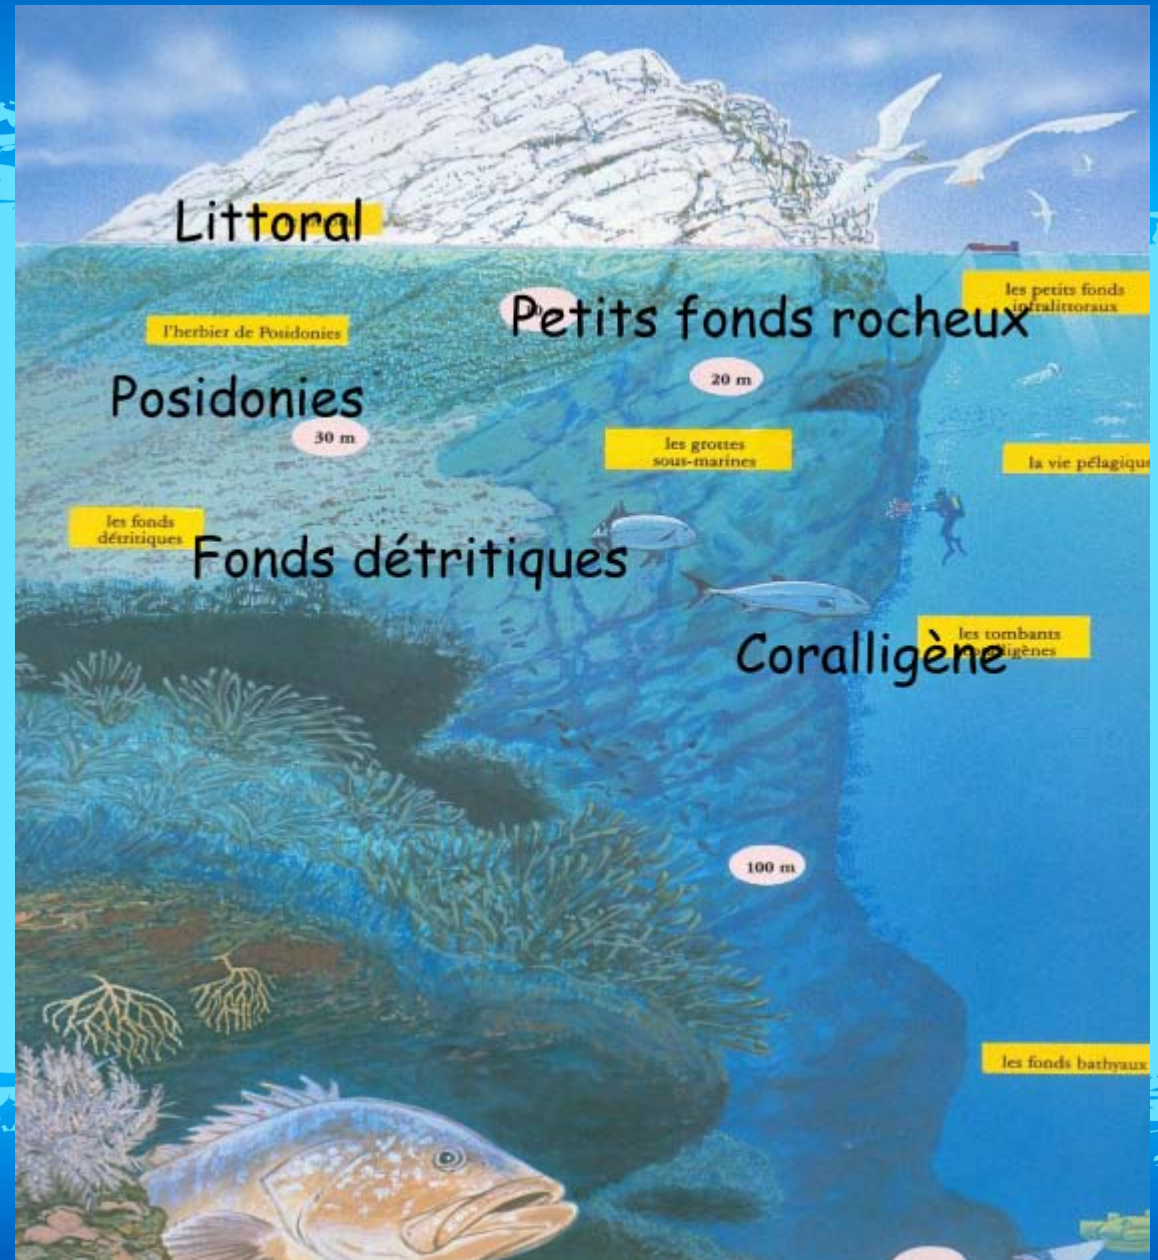 Littoral
les petits fonds
infralittoraux
Petits fonds rocheux
l'herbier de Posidonies
20 m
Posidonies
30 m
les grottes
sous-marines
la vie pélagique
les fonds
détritiques
Fonds détritiques
les tombants
Coralligène
100 m
les fonds bathyaux